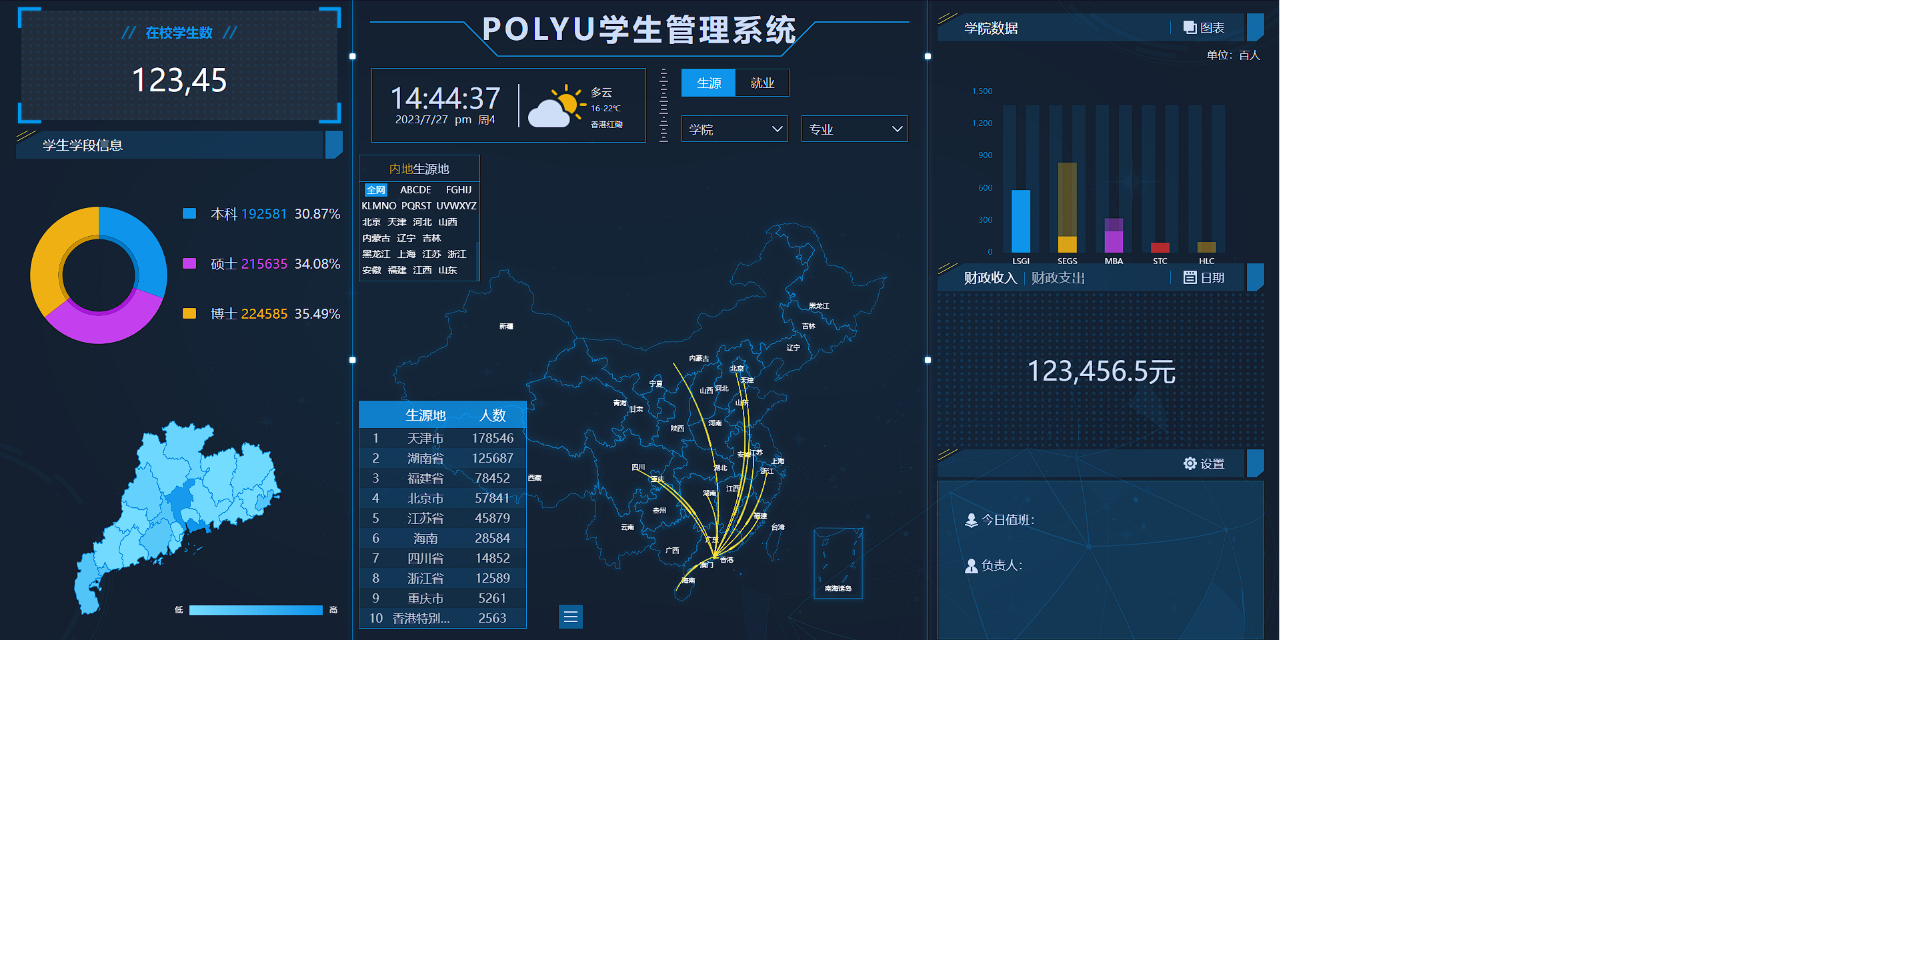 // 在校学生数 //
123,45
学生学段信息
本科 192581 30.87%
硕士 215635 34.08%
博士 224585 35.49%
低
高
POLYU学生管理系统
14:44:37
2023/7/27 pm 周4
多云
16-22℃
香港红磡
生源 就业
学院 专业
内地生源地
全网 ABCDE FGHIJ
KLMNO PQRST UVWXYZ
北京 天津 河北 山西
内蒙古 辽宁 吉林
黑龙江 上海 江苏 浙江
安徽 福建 江西 山东
黑龙江
吉林
辽宁
新疆
内蒙古
北京
天津
宁夏
山西
河北
青海
甘肃
山东
陕西
河南
安徽
江苏
上海
浙江
四川
重庆
湖北
西藏
湖南
江西
贵州
福建
云南
台湾
广东
广西
香港
澳门
海南
南海诸岛
生源地 人数
1 天津市 178546
2 湖南省 125687
3 福建省 78452
4 北京市 57841
5 江苏省 45879
6 海南 28584
7 四川省 14852
8 浙江省 12589
9 重庆市 5261
10 香港特别... 2563
学院数据 图表
单位：百人
1,500
1,200
900
600
300
0
LSGI SEGS MBA STC HLC
财政收入 财政支出 日期
123,456.5元
设置
今日值班：
负责人：